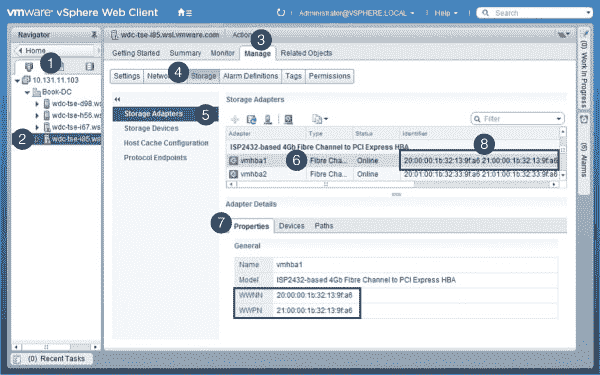 vmware® vSphere Web Client
Administrator@VSPHERE.LOCAL
Help
Search
Navigator
Home
1
10.131.11.103
Book-DC
wdc-tse-d98.ws
wdc-tse-h56.ws
wdc-tse-i67.ws
2
wdc-tse-i85.ws
wdc-tse-i85.wsl.vmware.com
Action
3
Getting Started
Summary
Monitor
Manage
Related Objects
4
Settings
Networ
Storage
Alarm Definitions
Tags
Permissions
5
Storage Adapters
Storage Devices
Host Cache Configuration
Protocol Endpoints
Storage Adapters
Filter
Adapter
Type
Status
Identifier
8
ISP2432-based 4Gb Fibre Channel to PCI Express HBA
6
vmhba1
Fibre Cha...
Online
20:00:00:1b:32:13:9f:a6 21:00:00:1b:32:13:9f:a6
vmhba2
Fibre Cha...
Online
20:01:00:1b:32:33:9f:a6 21:01:00:1b:32:33:9f:a6
Adapter Details
7
Properties
Devices
Paths
General
Name
vmhba1
Model
ISP2432-based 4Gb Fibre Channel to PCI Express HBA
WWNN
20:00:00:1b:32:13:9f:a6
WWPN
21:00:00:1b:32:13:9f:a6
(0) Work In Progress
(6) Alarms
(0) Recent Tasks